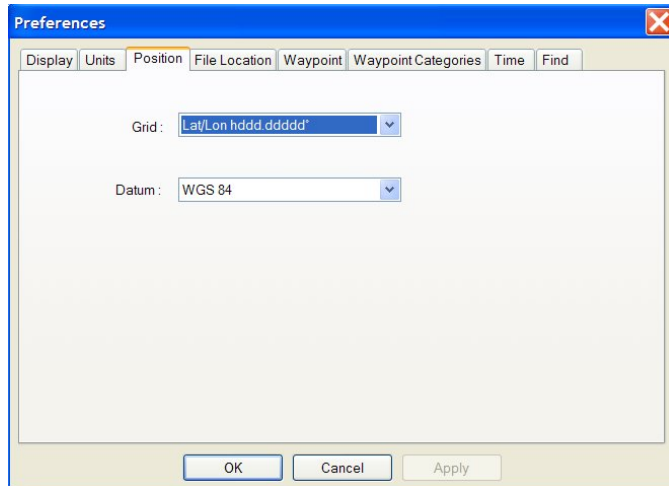 Preferences
Display Units Position File Location Waypoint Waypoint Categories Time Find
Grid : Lat/Lon hddd.ddddd°
Datum : WGS 84
OK Cancel Apply